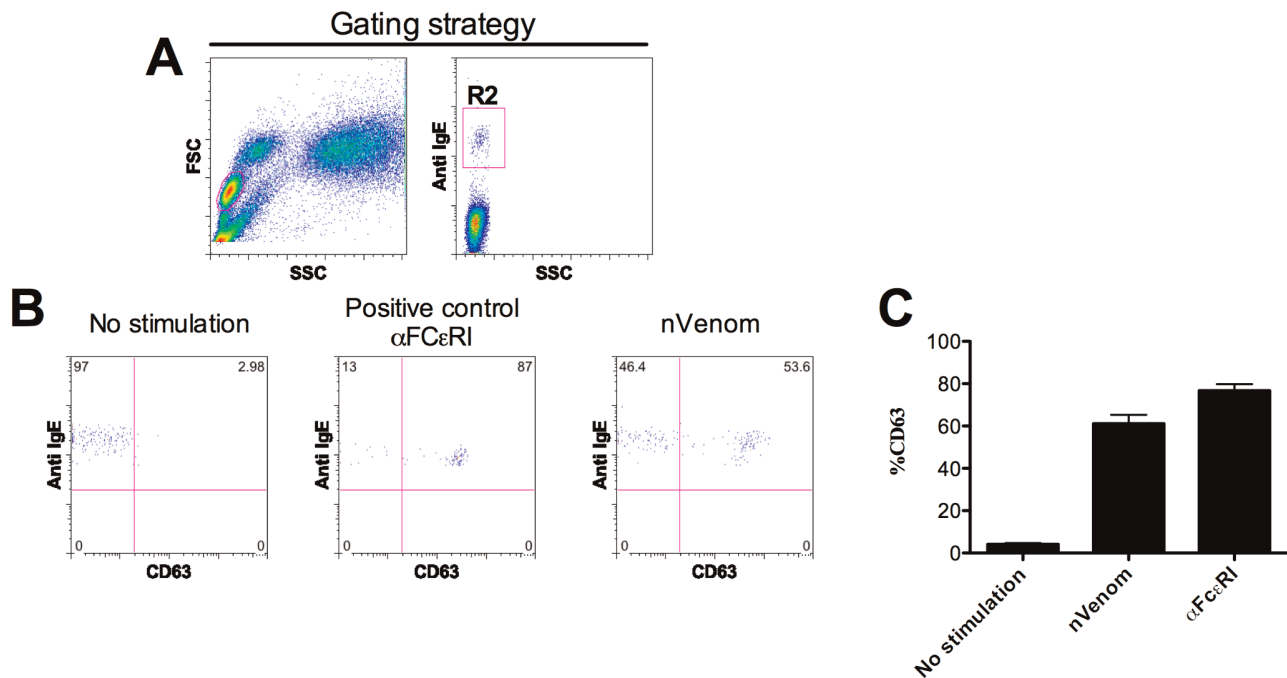 Gating strategy
A
FSC
SSC
R2
Anti IgE
SSC
B
No stimulation
97
2.98
0
0
Anti IgE
CD63
Positive control
αFCεRI
13
87
0
0
Anti IgE
CD63
nVenom
46.4
53.6
0
0
Anti IgE
CD63
C
%CD63
100
80
60
40
20
0
No stimulation
nVenom
αFcεRI